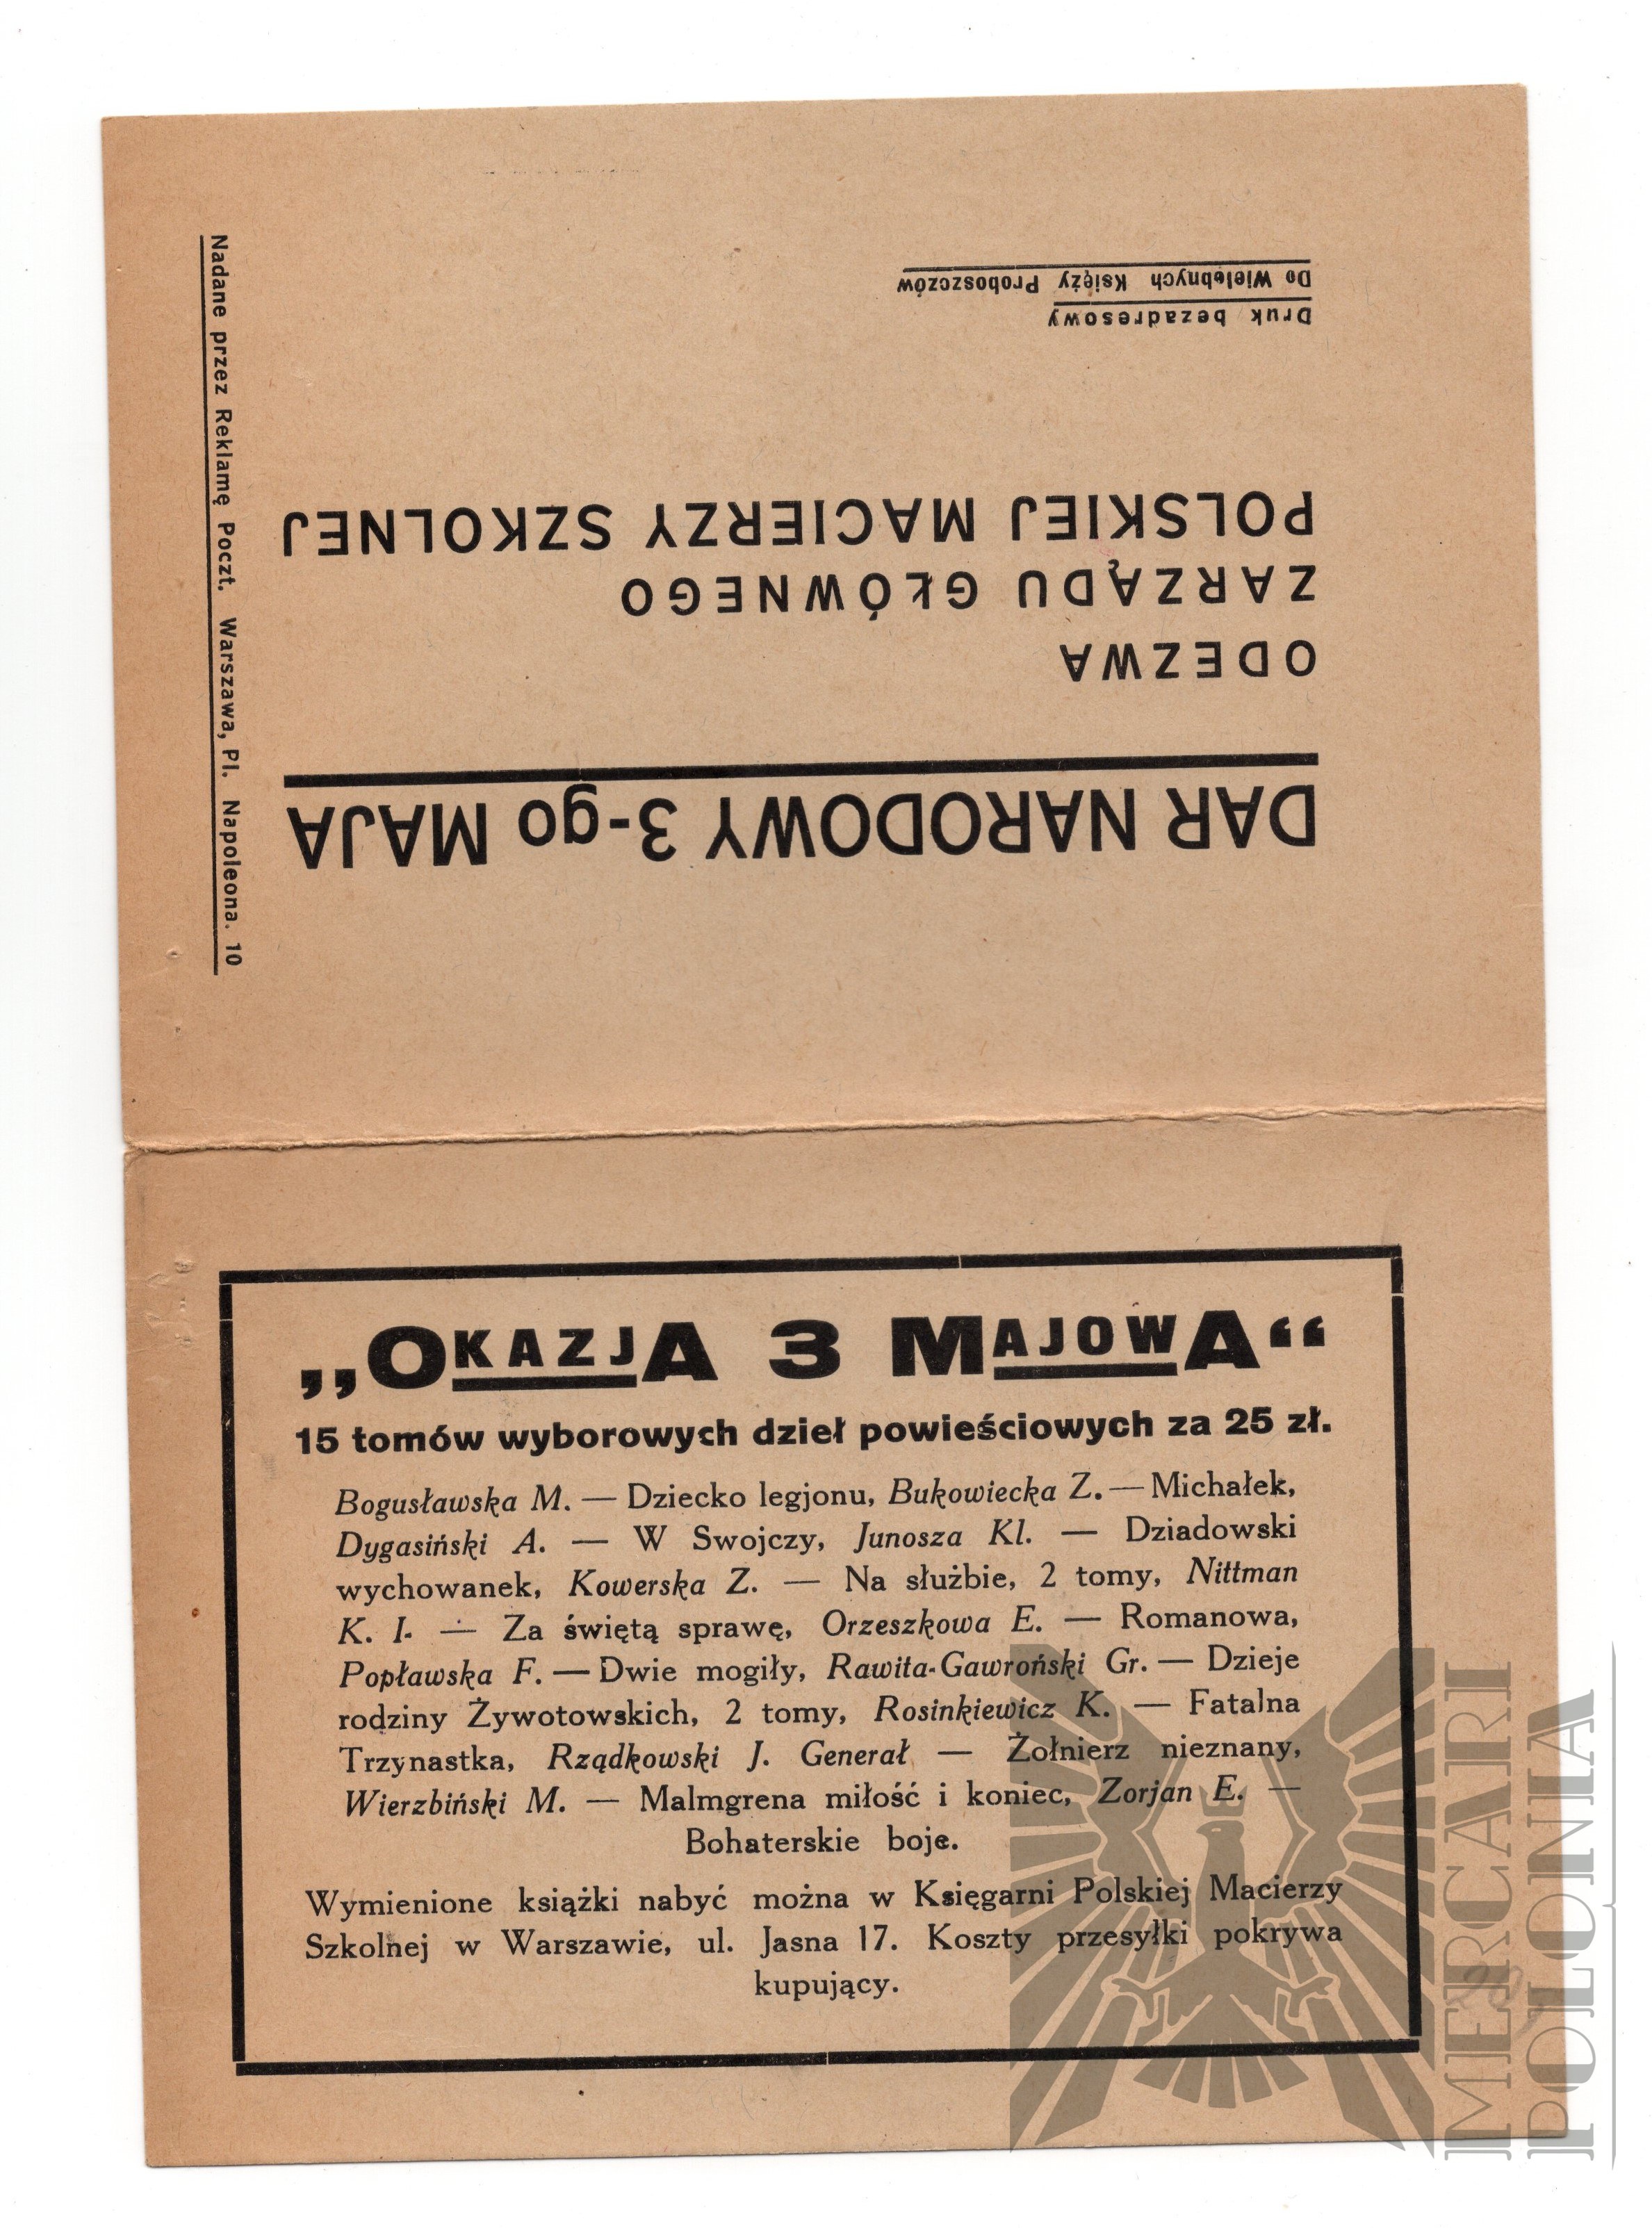 DAR NARODOWY 3-go MAJA
ODEZWA
ZARZĄDU GŁÓWNEGO
POLSKIEJ MACIERZY SZKOLNEJ
Druk bezadresowy
Do Wielebnych Księży Proboszczów
Nadane przez Reklamę Poczt. Warszawa, Pl. Napoleona. 10
„OKAZJA 3 MAJOWA“
15 tomów wyborowych dzieł powieściowych za 25 zł.
Bogusławska M. — Dziecko legjonu, Bukowiecka Z. — Michałek,
Dygasiński A. — W Swojczy, Junosza Kl. — Dziadowski
wychowanek, Kowerska Z. — Na służbie, 2 tomy, Nittman
K. I. — Za świętą sprawę, Orzeszkowa E. — Romanowa,
Popławska F. — Dwie mogiły, Rawita-Gawroński Gr. — Dzieje
rodziny Żywotowskich, 2 tomy, Rosinkiewicz K. — Fatalna
Trzynastka, Rządkowski J. Generał — Żołnierz nieznany,
Wierzbiński M. — Malmgrena miłość i koniec, Zorjan E. —
Bohaterskie boje.
Wymienione książki nabyć można w Księgarni Polskiej Macierzy
Szkolnej w Warszawie, ul. Jasna 17. Koszty przesyłki pokrywa
kupujący.
MERCARI
POLONIA